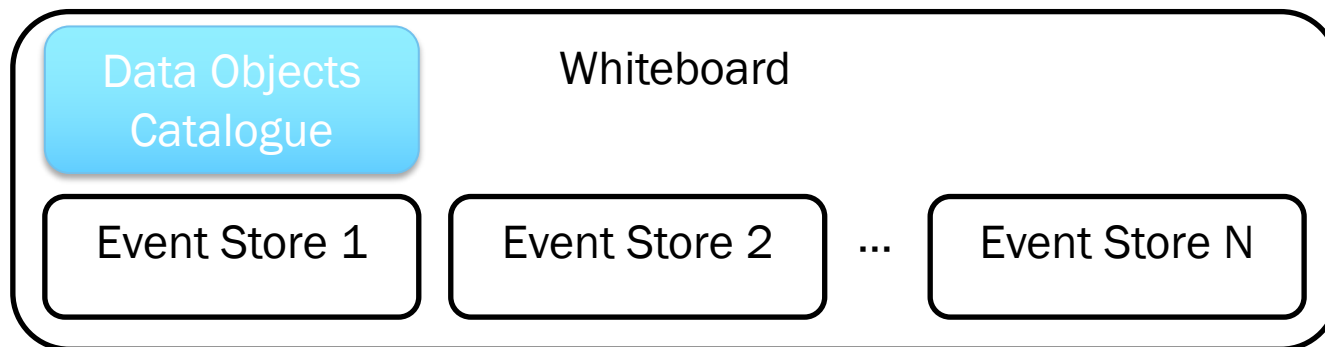 Data Objects
Catalogue
Whiteboard
Event Store 1
Event Store 2
...
Event Store N